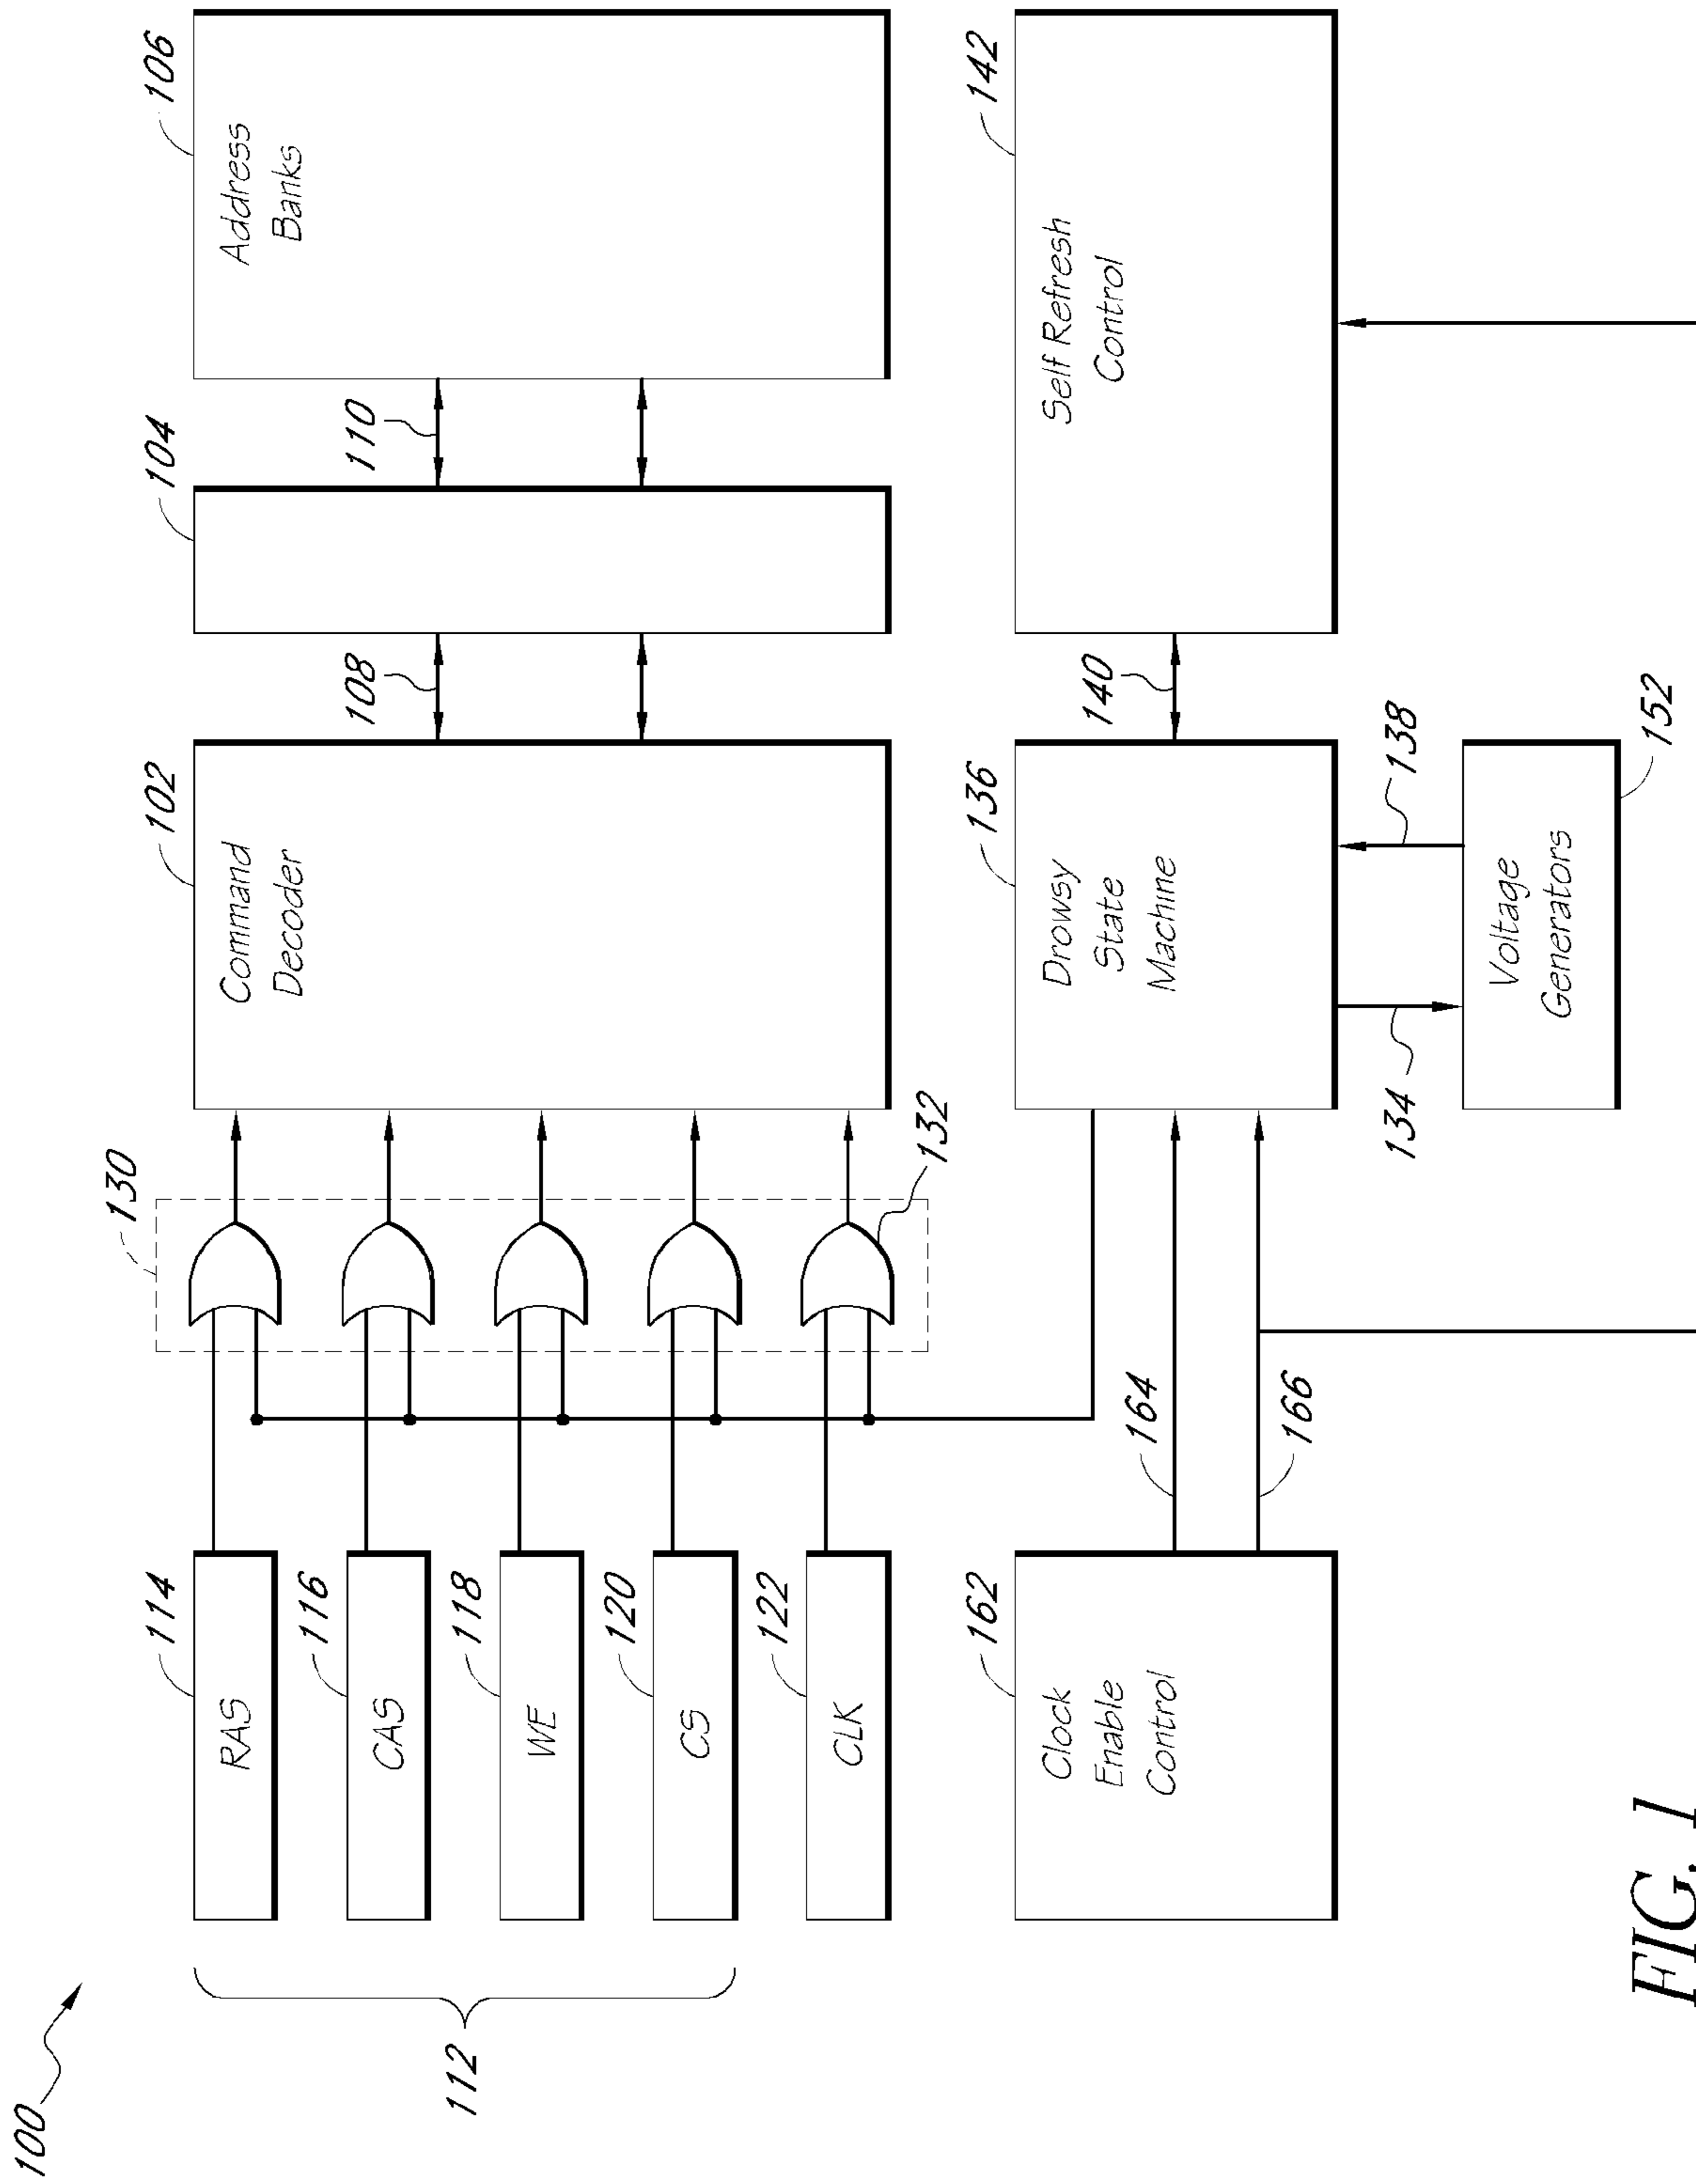 100
112
114
RAS
116
CAS
118
WE
120
CS
122
CLK
130
132
102
Command
Decoder
108
104
110
106
Address
Banks
162
Clock
Enable
Control
164
166
136
Drowsy
State
Machine
140
142
Self Refresh
Control
134
138
152
Voltage
Generators
FIG. 1